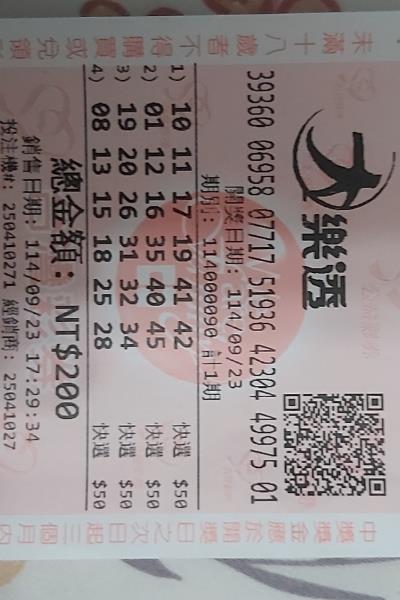 未滿十八歲者不得購買或兌領
大樂透
39360 06958 07717 51936 42304 49975 01
開獎日期: 114/09/23
期別: 114000090 計1期
1) 10 11 17 19 41 42 快選 $50
2) 01 12 16 35 40 45 快選 $50
3) 19 20 26 31 32 34 快選 $50
4) 08 13 15 18 25 28 快選 $50
總金額: NT$200
銷售日期: 114/09/23 17:29:34
投注機#: 250410271 經銷商: 25041027
中獎獎金應於開獎日之次日起三個月內